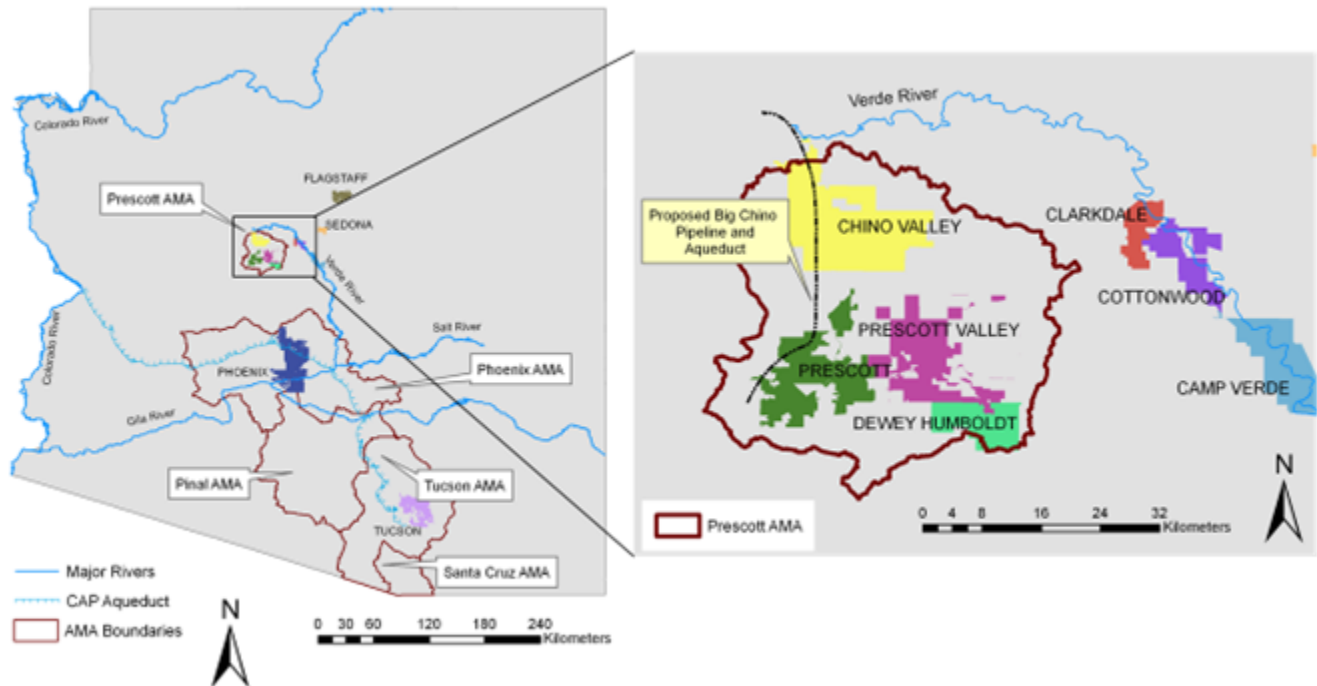 Colorado River
FLAGSTAFF
Prescott AMA
SEDONA
Verde River
Colorado River
Salt River
PHOENIX
Phoenix AMA
Gila River
Pinal AMA
Tucson AMA
TUCSON
Santa Cruz AMA
Major Rivers
CAP Aqueduct
AMA Boundaries
N
0 30 60 120 180 240
Kilometers
Verde River
Proposed Big Chino
Pipeline and
Aqueduct
CHINO VALLEY
CLARKDALE
COTTONWOOD
PRESCOTT VALLEY
PRESCOTT
CAMP VERDE
DEWEY HUMBOLDT
Prescott AMA
0 4 8 16 24 32
Kilometers
N